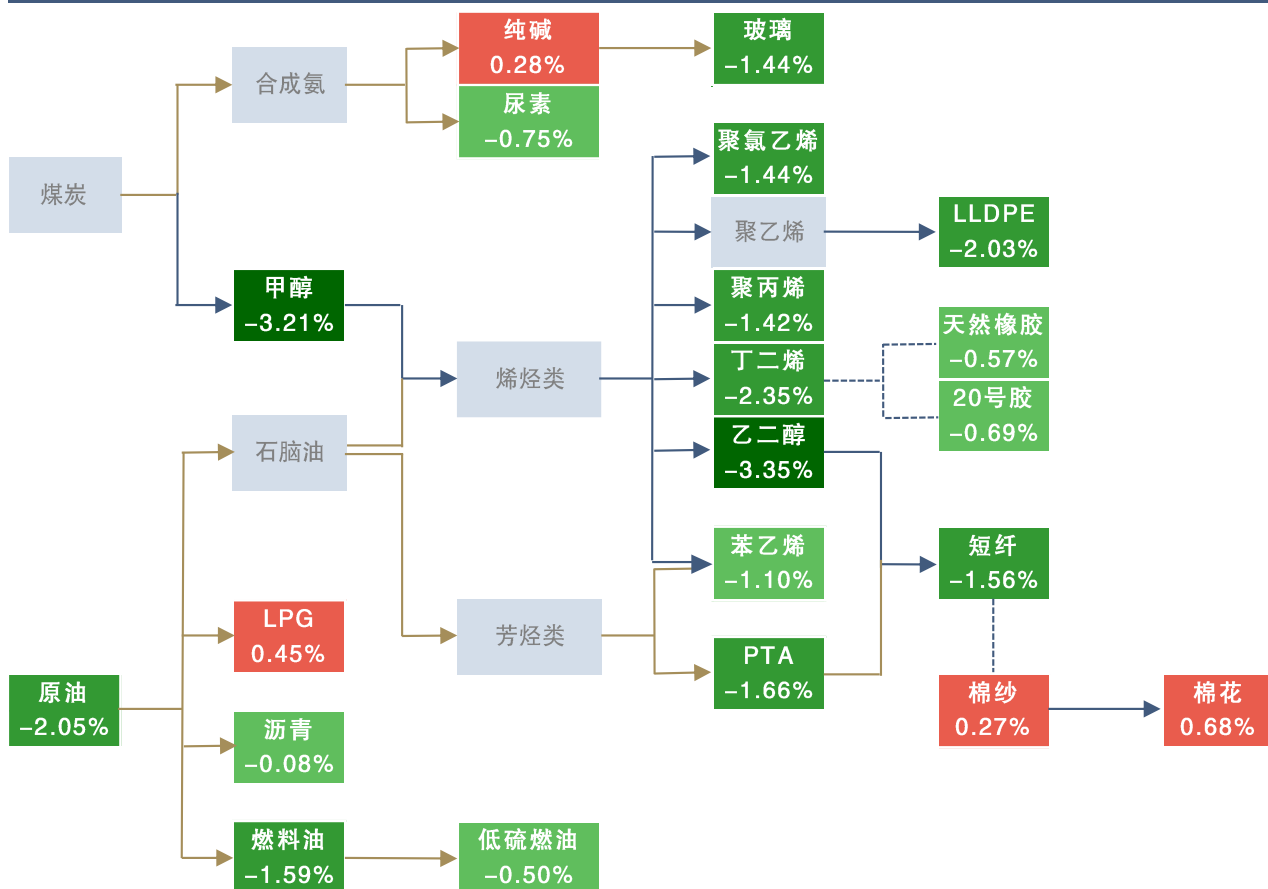 纯碱
0.28%
玻璃
-1.44%
合成氨
尿素
-0.75%
聚氯乙烯
-1.44%
煤炭
聚乙烯
LLDPE
-2.03%
甲醇
-3.21%
聚丙烯
-1.42%
天然橡胶
-0.57%
烯烃类
丁二烯
-2.35%
20号胶
-0.69%
石脑油
乙二醇
-3.35%
苯乙烯
-1.10%
短纤
-1.56%
LPG
0.45%
芳烃类
PTA
-1.66%
原油
-2.05%
棉纱
0.27%
棉花
0.68%
沥青
-0.08%
燃料油
-1.59%
低硫燃油
-0.50%